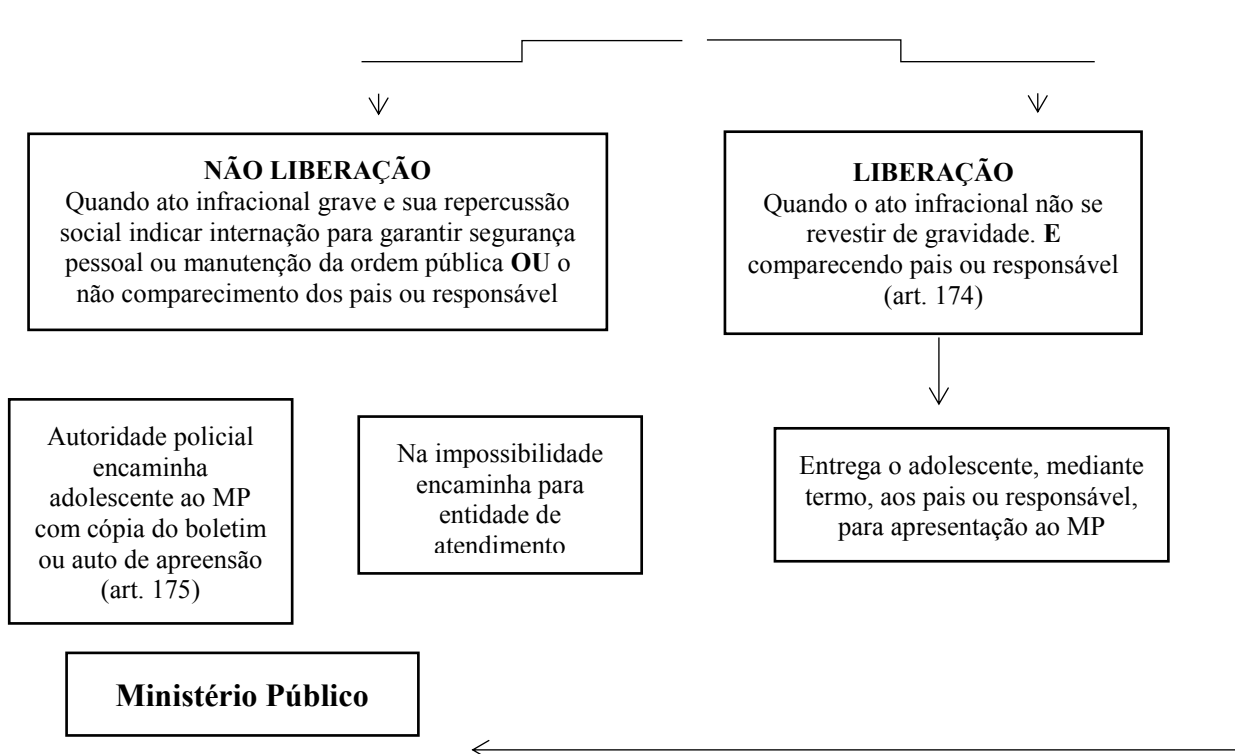 NÃO LIBERAÇÃO
Quando ato infracional grave e sua repercussão
social indicar internação para garantir segurança
pessoal ou manutenção da ordem pública OU o
não comparecimento dos pais ou responsável
LIBERAÇÃO
Quando o ato infracional não se
revestir de gravidade. E
comparecendo pais ou responsável
(art. 174)
Autoridade policial
encaminha
adolescente ao MP
com cópia do boletim
ou auto de apreensão
(art. 175)
Na impossibilidade
encaminha para
entidade de
atendimento
Entrega o adolescente, mediante
termo, aos pais ou responsável,
para apresentação ao MP
Ministério Público